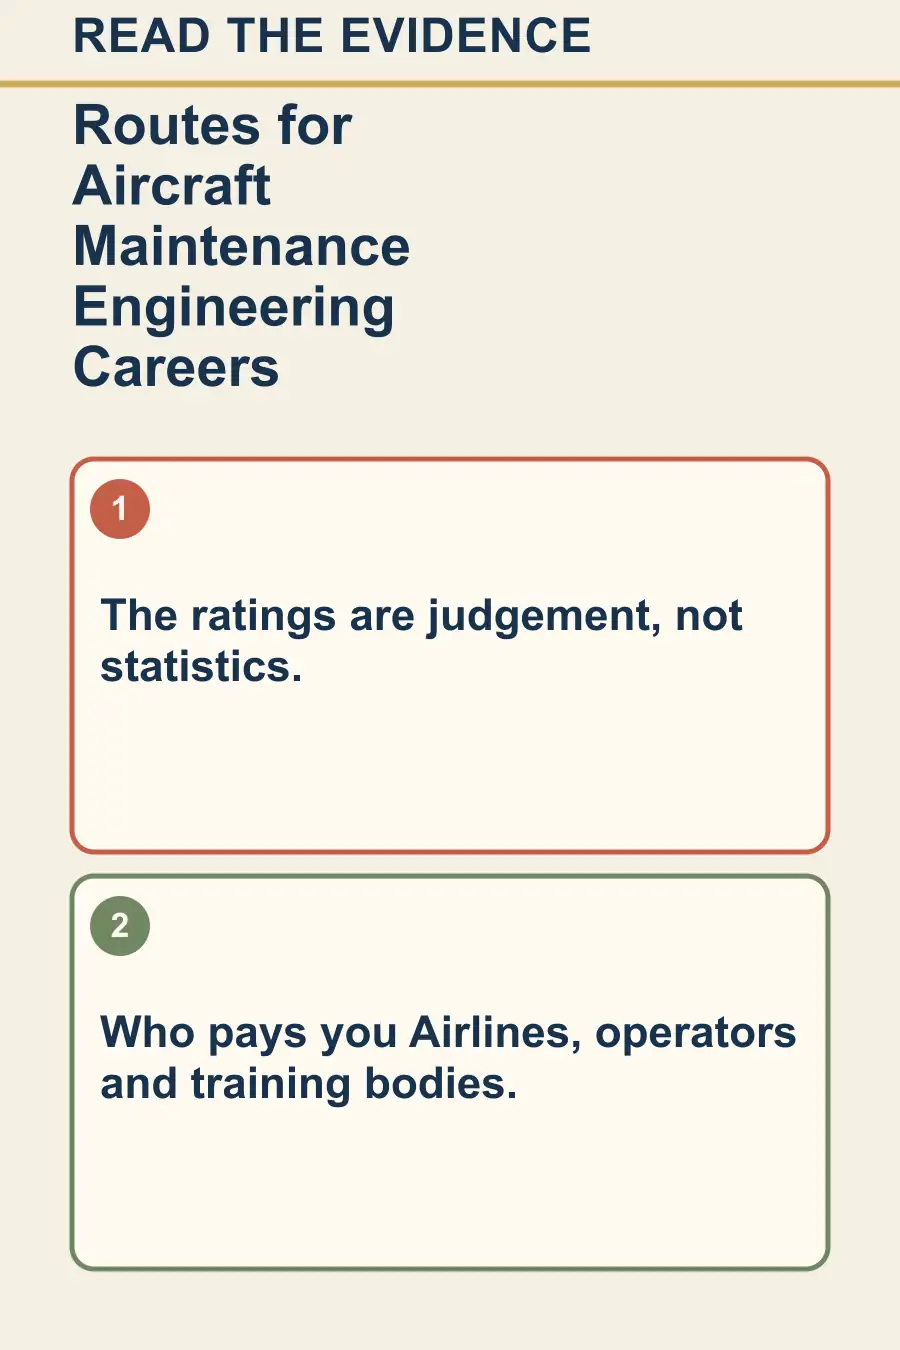 READ THE EVIDENCE
Routes for
Aircraft
Maintenance
Engineering
Careers
1
The ratings are judgement, not
statistics.
2
Who pays you Airlines, operators
and training bodies.